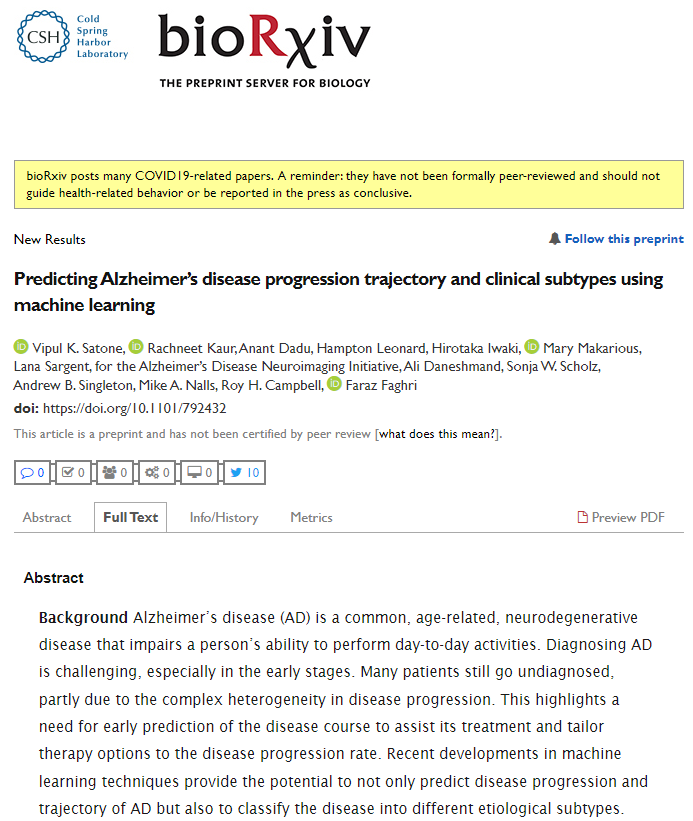 CSH
Cold
Spring
Harbor
Laboratory
bioRxiv
THE PREPRINT SERVER FOR BIOLOGY
bioRxiv posts many COVID19-related papers. A reminder: they have not been formally peer-reviewed and should not
guide health-related behavior or be reported in the press as conclusive.
New Results
Follow this preprint
Predicting Alzheimer’s disease progression trajectory and clinical subtypes using
machine learning
iD Vipul K. Satone, iD Rachneet Kaur, Anant Dadu, Hampton Leonard, Hirotaka Iwaki, iD Mary Makarious,
Lana Sargent, for the Alzheimer’s Disease Neuroimaging Initiative, Ali Daneshmand, Sonja W. Scholz,
Andrew B. Singleton, Mike A. Nalls, Roy H. Campbell, iD Faraz Faghri
doi: https://doi.org/10.1101/792432
This article is a preprint and has not been certified by peer review [what does this mean?].
0 0 0 0 0 10
Abstract Full Text Info/History Metrics Preview PDF
Abstract
Background Alzheimer’s disease (AD) is a common, age-related, neurodegenerative
disease that impairs a person’s ability to perform day-to-day activities. Diagnosing AD
is challenging, especially in the early stages. Many patients still go undiagnosed,
partly due to the complex heterogeneity in disease progression. This highlights a
need for early prediction of the disease course to assist its treatment and tailor
therapy options to the disease progression rate. Recent developments in machine
learning techniques provide the potential to not only predict disease progression and
trajectory of AD but also to classify the disease into different etiological subtypes.